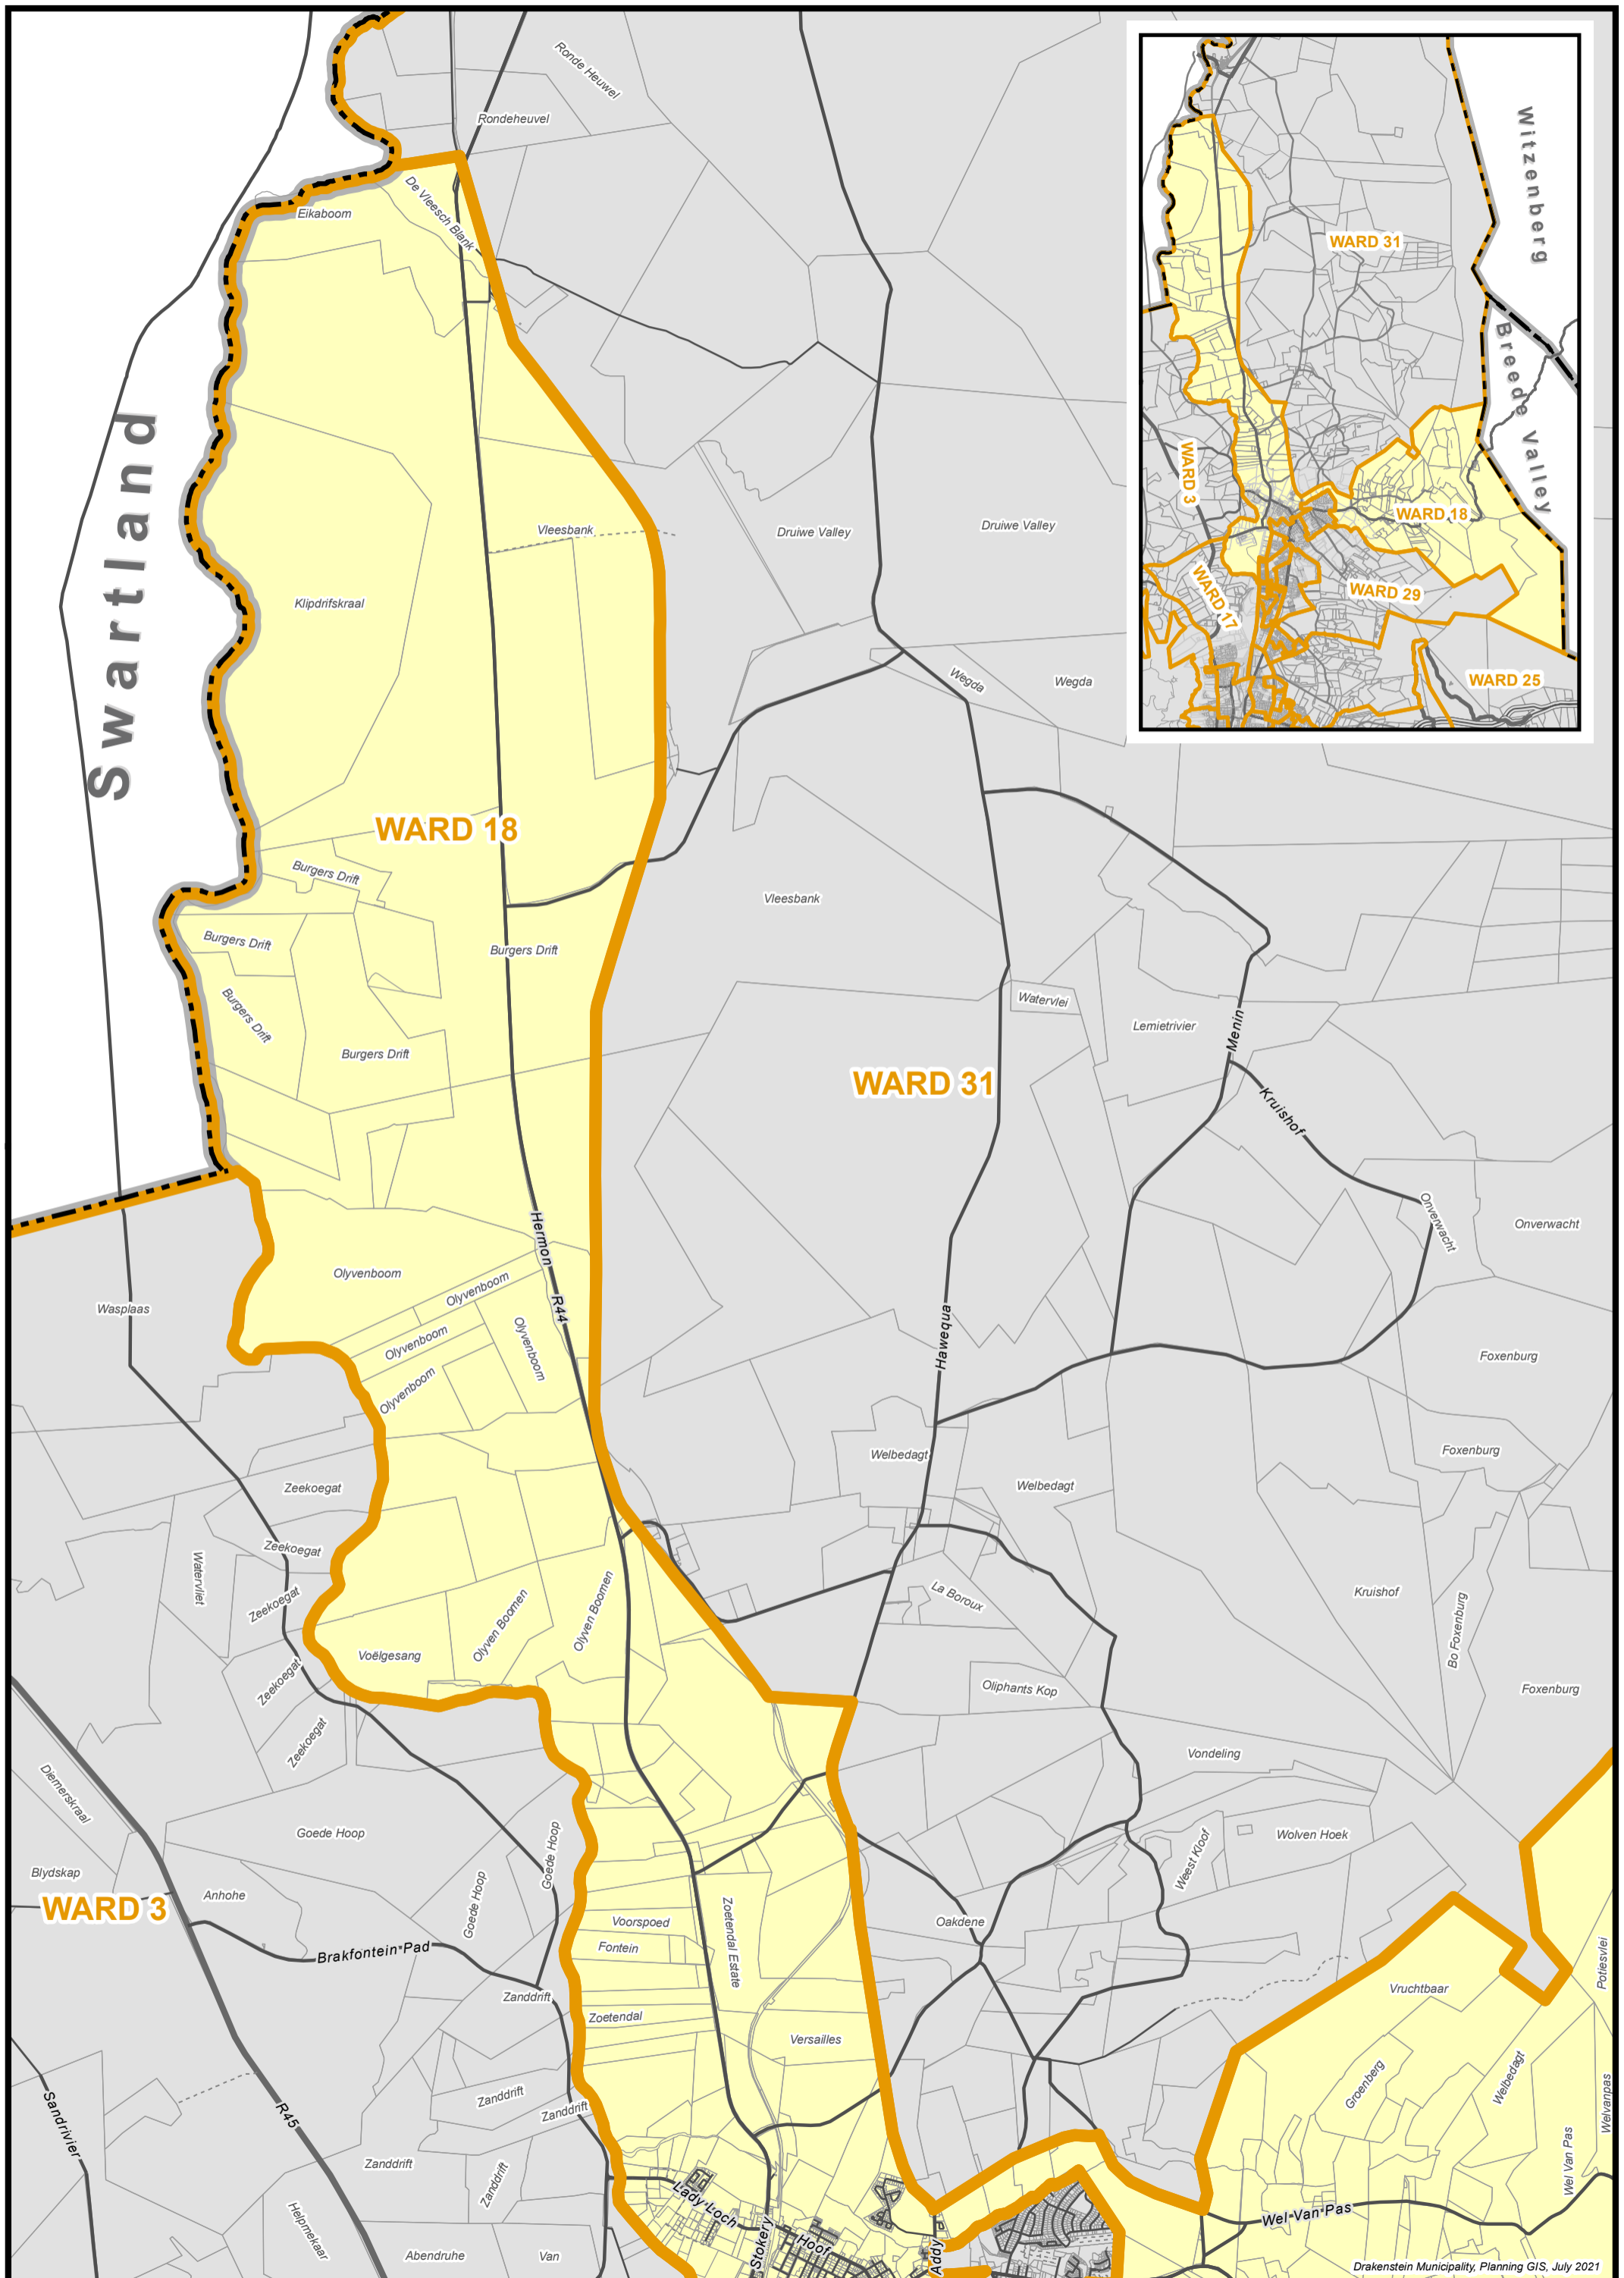 Ronde Heuwel
Rondeheuvel
De Vleesch Blank
Eikaboom
Swartland
Vleesbank
Druiwe Valley
Druiwe Valley
Klipdrifskraal
Wegda
Wegda
WARD 18
Burgers Drift
Vleesbank
Burgers Drift
Burgers Drift
Burgers Drift
Burgers Drift
Watervlei
Lemietrivier
Menin
WARD 31
Kruishof
Onverwacht
Onverwacht
Hermon
R44
Olyvenboom
Olyvenboom
Olyvenboom
Olyvenboom
Olyvenboom
Wasplaas
Hawequa
Foxenburg
Foxenburg
Welbedagt
Welbedagt
Zeekoegat
Zeekoegat
Zeekoegat
Zeekoegat
Zeekoegat
Watervliet
La Boroux
Kruishof
Bo Foxenburg
Foxenburg
Olyven Boomen
Olyven Boomen
Voëlgesang
Oliphants Kop
Vondeling
Diemerskraal
Goede Hoop
Goede Hoop
Goede Hoop
Weest Kloof
Wolven Hoek
Blydskap
Anhohe
WARD 3
Brakfontein Pad
Voorspoed
Fontein
Zoetendal Estate
Oakdene
Zanddrift
Zoetendal
Versailles
Vruchtbaar
Potiesvlei
Groenberg
Welbedagt
Welvanpas
Sandrivier
R45
Zanddrift
Zanddrift
Zanddrift
Zanddrift
Helpmekaar
Abendruhe
Van
Lady Loch
Stokery
Hoof
Addy
Wel Van Pas
Wel Van Pas
Drakenstein Municipality, Planning GIS, July 2021
Witzenberg
Breede Valley
WARD 31
WARD 3
WARD 18
WARD 17
WARD 29
WARD 25